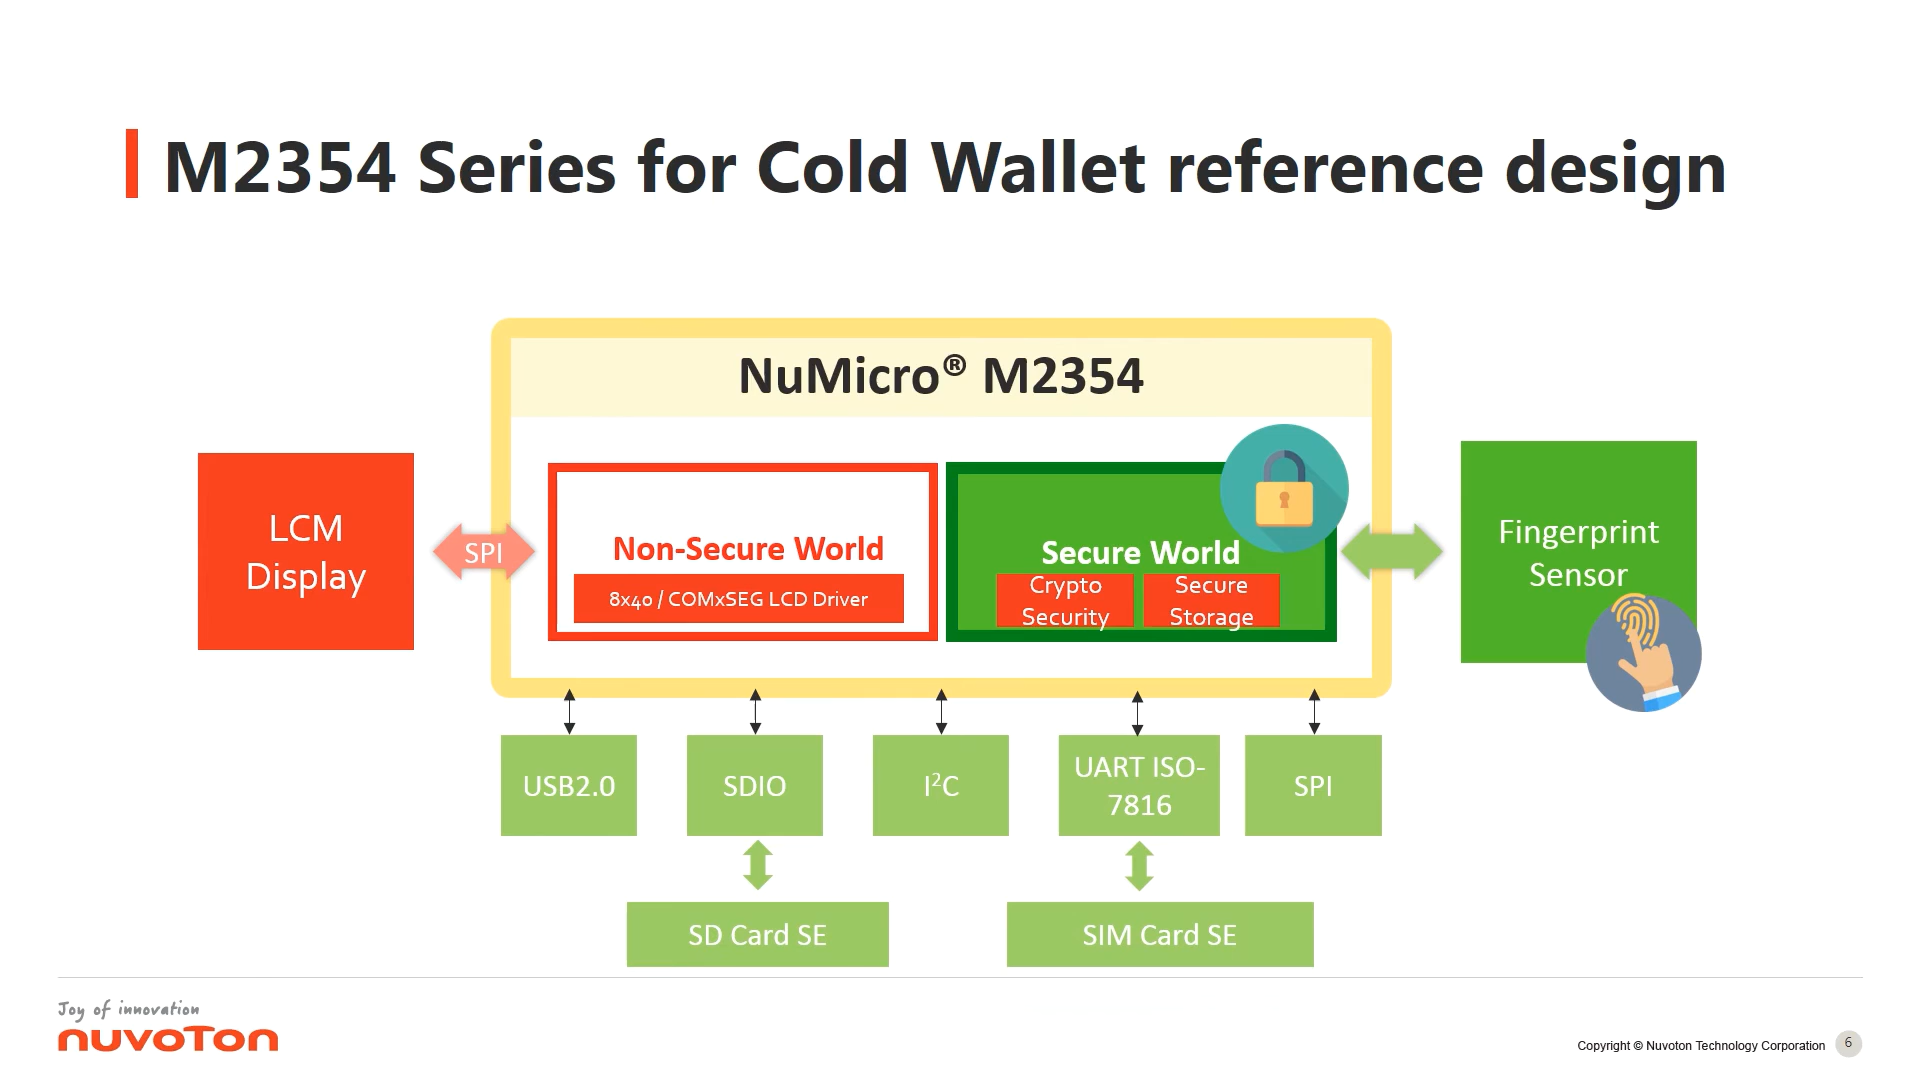 M2354 Series for Cold Wallet reference design
NuMicro® M2354
LCM
Display
SPI
Non-Secure World
8x40 / COMxSEG LCD Driver
Secure World
Crypto
Security
Secure
Storage
Fingerprint
Sensor
USB2.0
SDIO
I²C
UART ISO-
7816
SPI
SD Card SE
SIM Card SE
Joy of innovation
nuvoTon
Copyright © Nuvoton Technology Corporation
6